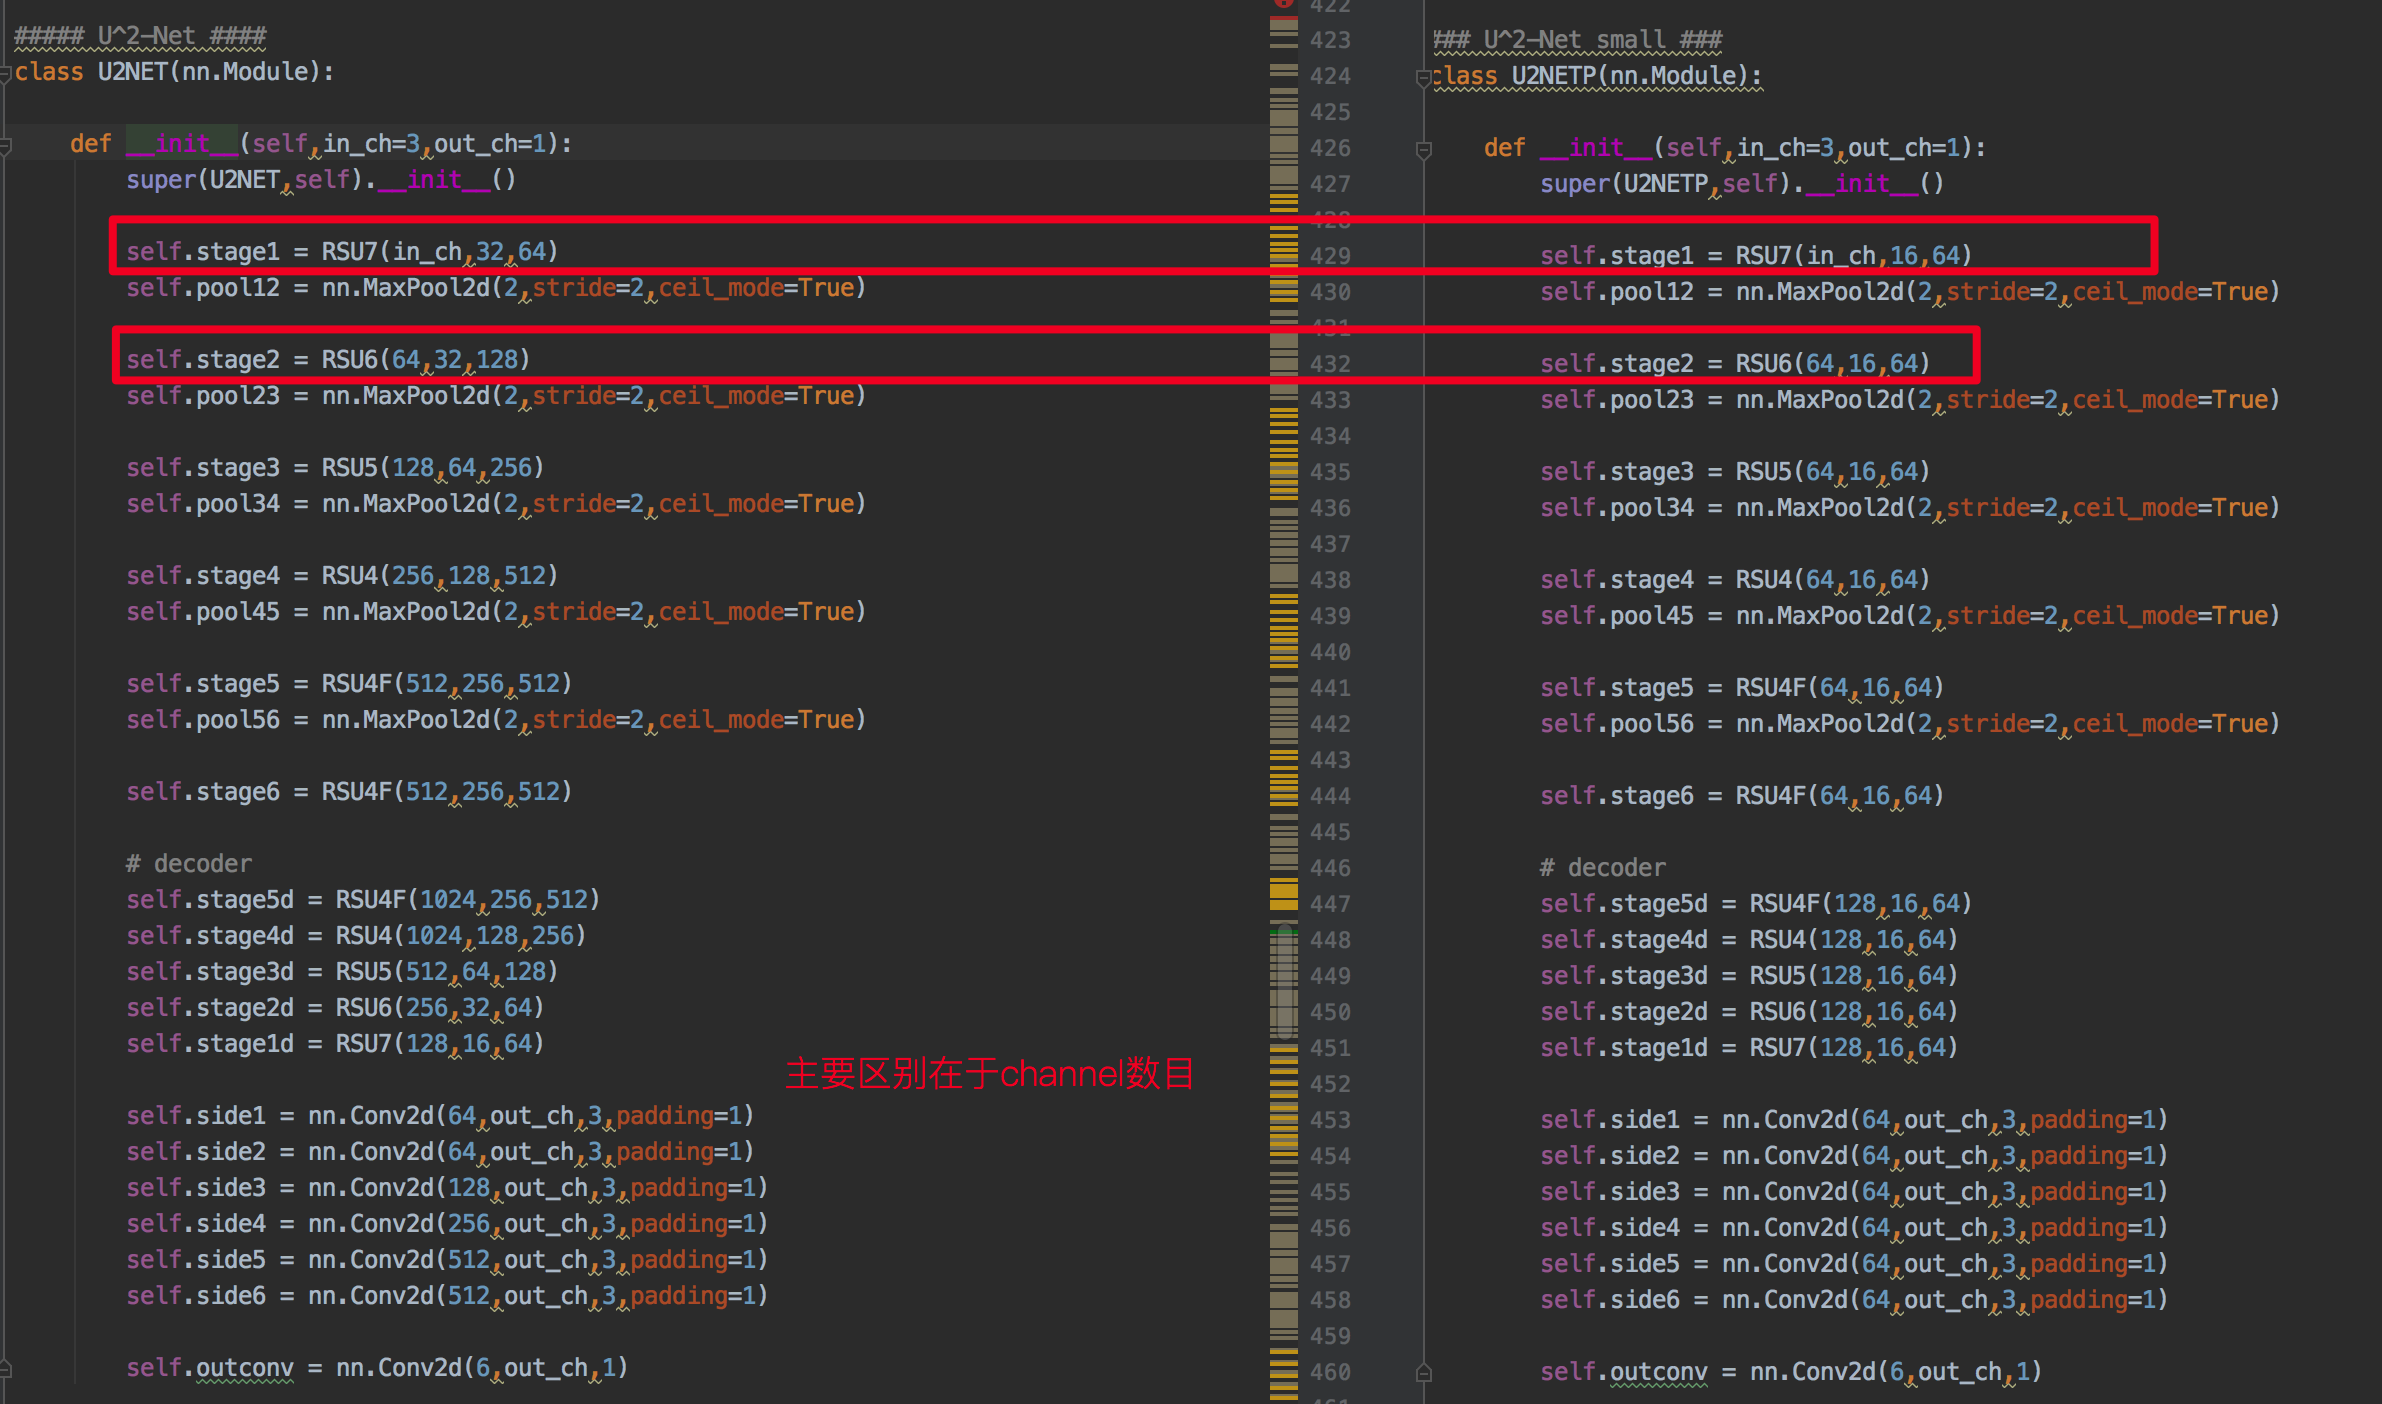 ##### U^2-Net ####
class U2NET(nn.Module):
def __init__(self,in_ch=3,out_ch=1):
super(U2NET,self).__init__()
self.stage1 = RSU7(in_ch,32,64)
self.pool12 = nn.MaxPool2d(2,stride=2,ceil_mode=True)
self.stage2 = RSU6(64,32,128)
self.pool23 = nn.MaxPool2d(2,stride=2,ceil_mode=True)
self.stage3 = RSU5(128,64,256)
self.pool34 = nn.MaxPool2d(2,stride=2,ceil_mode=True)
self.stage4 = RSU4(256,128,512)
self.pool45 = nn.MaxPool2d(2,stride=2,ceil_mode=True)
self.stage5 = RSU4F(512,256,512)
self.pool56 = nn.MaxPool2d(2,stride=2,ceil_mode=True)
self.stage6 = RSU4F(512,256,512)
# decoder
self.stage5d = RSU4F(1024,256,512)
self.stage4d = RSU4(1024,128,256)
self.stage3d = RSU5(512,64,128)
self.stage2d = RSU6(256,32,64)
self.stage1d = RSU7(128,16,64)
主要区别在于channel数目
self.side1 = nn.Conv2d(64,out_ch,3,padding=1)
self.side2 = nn.Conv2d(64,out_ch,3,padding=1)
self.side3 = nn.Conv2d(128,out_ch,3,padding=1)
self.side4 = nn.Conv2d(256,out_ch,3,padding=1)
self.side5 = nn.Conv2d(512,out_ch,3,padding=1)
self.side6 = nn.Conv2d(512,out_ch,3,padding=1)
self.outconv = nn.Conv2d(6,out_ch,1)
422
423 ### U^2-Net small ###
424 class U2NETP(nn.Module):
425
426 def __init__(self,in_ch=3,out_ch=1):
427 super(U2NETP,self).__init__()
428
429 self.stage1 = RSU7(in_ch,16,64)
430 self.pool12 = nn.MaxPool2d(2,stride=2,ceil_mode=True)
431
432 self.stage2 = RSU6(64,16,64)
433 self.pool23 = nn.MaxPool2d(2,stride=2,ceil_mode=True)
434
435 self.stage3 = RSU5(64,16,64)
436 self.pool34 = nn.MaxPool2d(2,stride=2,ceil_mode=True)
437
438 self.stage4 = RSU4(64,16,64)
439 self.pool45 = nn.MaxPool2d(2,stride=2,ceil_mode=True)
440
441 self.stage5 = RSU4F(64,16,64)
442 self.pool56 = nn.MaxPool2d(2,stride=2,ceil_mode=True)
443
444 self.stage6 = RSU4F(64,16,64)
445
446 # decoder
447 self.stage5d = RSU4F(128,16,64)
448 self.stage4d = RSU4(128,16,64)
449 self.stage3d = RSU5(128,16,64)
450 self.stage2d = RSU6(128,16,64)
451 self.stage1d = RSU7(128,16,64)
452
453 self.side1 = nn.Conv2d(64,out_ch,3,padding=1)
454 self.side2 = nn.Conv2d(64,out_ch,3,padding=1)
455 self.side3 = nn.Conv2d(64,out_ch,3,padding=1)
456 self.side4 = nn.Conv2d(64,out_ch,3,padding=1)
457 self.side5 = nn.Conv2d(64,out_ch,3,padding=1)
458 self.side6 = nn.Conv2d(64,out_ch,3,padding=1)
459
460 self.outconv = nn.Conv2d(6,out_ch,1)